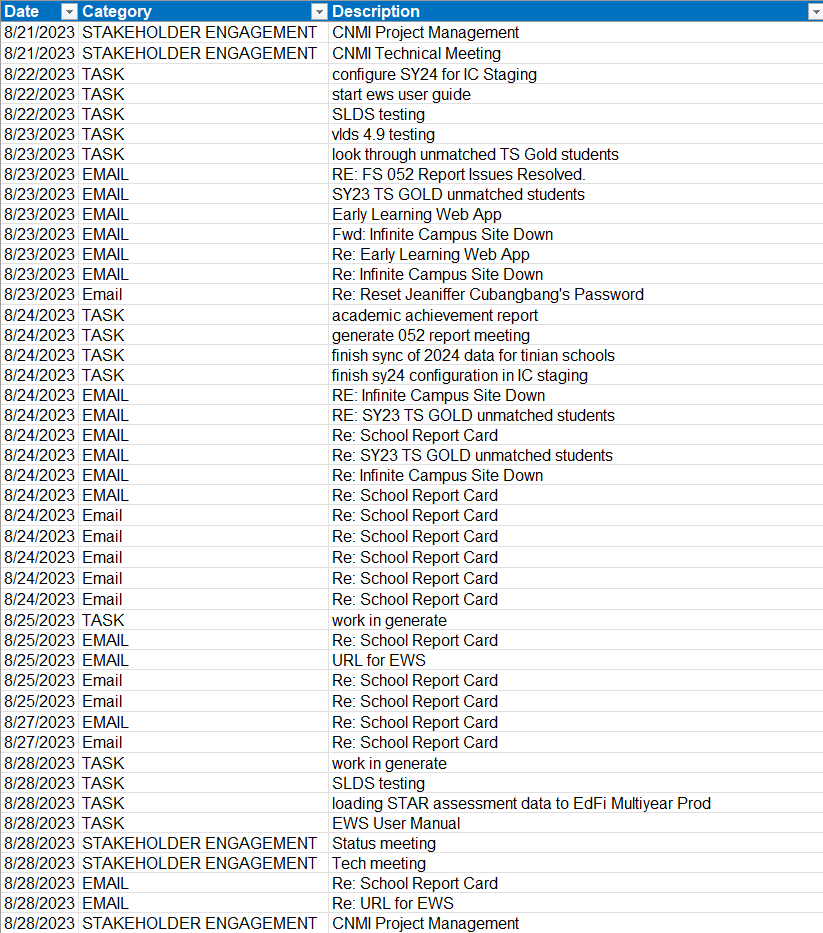 Date Category Description
8/21/2023 STAKEHOLDER ENGAGEMENT CNMI Project Management
8/21/2023 STAKEHOLDER ENGAGEMENT CNMI Technical Meeting
8/22/2023 TASK configure SY24 for IC Staging
8/22/2023 TASK start ews user guide
8/22/2023 TASK SLDS testing
8/23/2023 TASK vlds 4.9 testing
8/23/2023 TASK look through unmatched TS Gold students
8/23/2023 EMAIL RE: FS 052 Report Issues Resolved.
8/23/2023 EMAIL SY23 TS GOLD unmatched students
8/23/2023 EMAIL Early Learning Web App
8/23/2023 EMAIL Fwd: Infinite Campus Site Down
8/23/2023 EMAIL Re: Early Learning Web App
8/23/2023 EMAIL Re: Infinite Campus Site Down
8/23/2023 Email Re: Reset Jeaniffer Cubangbang's Password
8/24/2023 TASK academic achievement report
8/24/2023 TASK generate 052 report meeting
8/24/2023 TASK finish sync of 2024 data for tinian schools
8/24/2023 TASK finish sy24 configuration in IC staging
8/24/2023 EMAIL RE: Infinite Campus Site Down
8/24/2023 EMAIL RE: SY23 TS GOLD unmatched students
8/24/2023 EMAIL Re: School Report Card
8/24/2023 EMAIL Re: SY23 TS GOLD unmatched students
8/24/2023 EMAIL Re: Infinite Campus Site Down
8/24/2023 EMAIL Re: School Report Card
8/24/2023 Email Re: School Report Card
8/24/2023 Email Re: School Report Card
8/24/2023 Email Re: School Report Card
8/24/2023 Email Re: School Report Card
8/24/2023 Email Re: School Report Card
8/25/2023 TASK work in generate
8/25/2023 EMAIL Re: School Report Card
8/25/2023 EMAIL URL for EWS
8/25/2023 Email Re: School Report Card
8/25/2023 Email Re: School Report Card
8/27/2023 EMAIL Re: School Report Card
8/27/2023 Email Re: School Report Card
8/28/2023 TASK work in generate
8/28/2023 TASK SLDS testing
8/28/2023 TASK loading STAR assessment data to EdFi Multiyear Prod
8/28/2023 TASK EWS User Manual
8/28/2023 STAKEHOLDER ENGAGEMENT Status meeting
8/28/2023 STAKEHOLDER ENGAGEMENT Tech meeting
8/28/2023 EMAIL Re: School Report Card
8/28/2023 EMAIL Re: URL for EWS
8/28/2023 STAKEHOLDER ENGAGEMENT CNMI Project Management